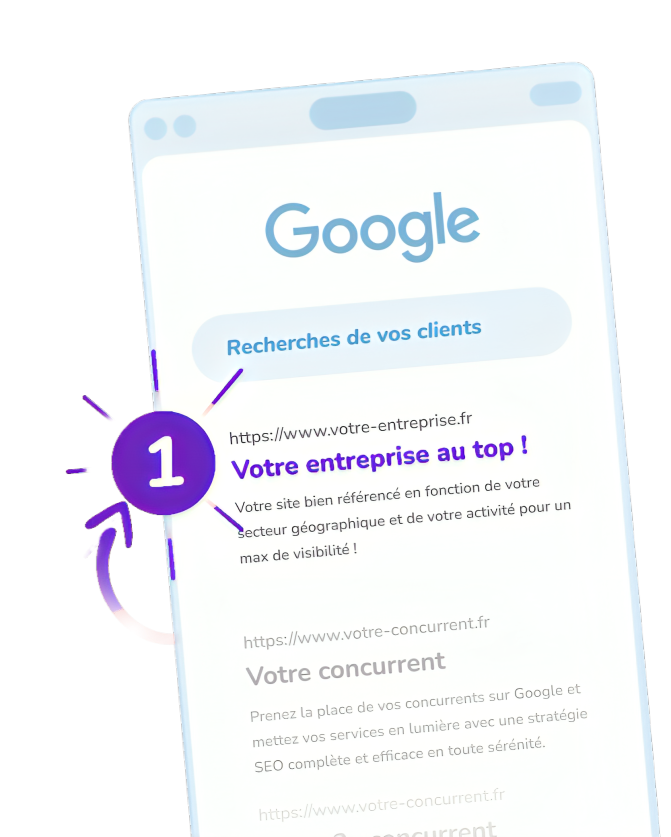 Google
Recherches de vos clients
1
https://www.votre-entreprise.fr
Votre entreprise au top !
Votre site bien référencé en fonction de votre
secteur géographique et de votre activité pour un
max de visibilité !
https://www.votre-concurrent.fr
Votre concurrent
Prenez la place de vos concurrents sur Google et
mettez vos services en lumière avec une stratégie
SEO complète et efficace en toute sérénité.
https://www.votre-concurrent.fr
concurrent